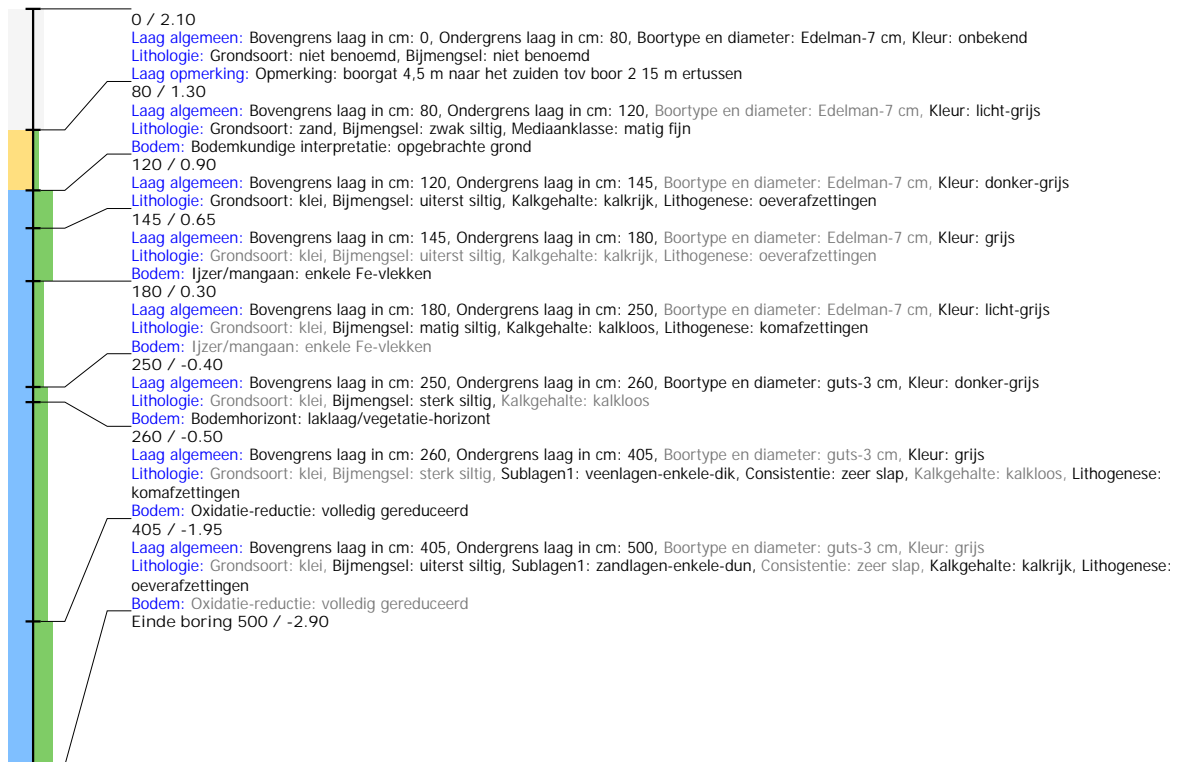 0 / 2.10
Laag algemeen: Bovengrens laag in cm: 0, Ondergrens laag in cm: 80, Boortype en diameter: Edelman-7 cm, Kleur: onbekend
Lithologie: Grondsoort: niet benoemd, Bijmengsel: niet benoemd
Laag opmerking: Opmerking: boorgat 4,5 m naar het zuiden tov boor 2 15 m ertussen
80 / 1.30
Laag algemeen: Bovengrens laag in cm: 80, Ondergrens laag in cm: 120, Boortype en diameter: Edelman-7 cm, Kleur: licht-grijs
Lithologie: Grondsoort: zand, Bijmengsel: zwak siltig, Mediaanklasse: matig fijn
Bodem: Bodemkundige interpretatie: opgebrachte grond
120 / 0.90
Laag algemeen: Bovengrens laag in cm: 120, Ondergrens laag in cm: 145, Boortype en diameter: Edelman-7 cm, Kleur: donker-grijs
Lithologie: Grondsoort: klei, Bijmengsel: uiterst siltig, Kalkgehalte: kalkrijk, Lithogenese: oeverafzettingen
145 / 0.65
Laag algemeen: Bovengrens laag in cm: 145, Ondergrens laag in cm: 180, Boortype en diameter: Edelman-7 cm, Kleur: grijs
Lithologie: Grondsoort: klei, Bijmengsel: uiterst siltig, Kalkgehalte: kalkrijk, Lithogenese: oeverafzettingen
Bodem: Ijzer/mangaan: enkele Fe-vlekken
180 / 0.30
Laag algemeen: Bovengrens laag in cm: 180, Ondergrens laag in cm: 250, Boortype en diameter: Edelman-7 cm, Kleur: licht-grijs
Lithologie: Grondsoort: klei, Bijmengsel: matig siltig, Kalkgehalte: kalkloos, Lithogenese: komafzettingen
Bodem: Ijzer/mangaan: enkele Fe-vlekken
250 / -0.40
Laag algemeen: Bovengrens laag in cm: 250, Ondergrens laag in cm: 260, Boortype en diameter: guts-3 cm, Kleur: donker-grijs
Lithologie: Grondsoort: klei, Bijmengsel: sterk siltig, Kalkgehalte: kalkloos
Bodem: Bodemhorizont: laklaag/vegetatie-horizont
260 / -0.50
Laag algemeen: Bovengrens laag in cm: 260, Ondergrens laag in cm: 405, Boortype en diameter: guts-3 cm, Kleur: grijs
Lithologie: Grondsoort: klei, Bijmengsel: sterk siltig, Sublagen1: veenlagen-enkele-dik, Consistentie: zeer slap, Kalkgehalte: kalkloos, Lithogenese:
komafzettingen
Bodem: Oxidatie-reductie: volledig gereduceerd
405 / -1.95
Laag algemeen: Bovengrens laag in cm: 405, Ondergrens laag in cm: 500, Boortype en diameter: guts-3 cm, Kleur: grijs
Lithologie: Grondsoort: klei, Bijmengsel: uiterst siltig, Sublagen1: zandlagen-enkele-dun, Consistentie: zeer slap, Kalkgehalte: kalkrijk, Lithogenese:
oeverafzettingen
Bodem: Oxidatie-reductie: volledig gereduceerd
Einde boring 500 / -2.90